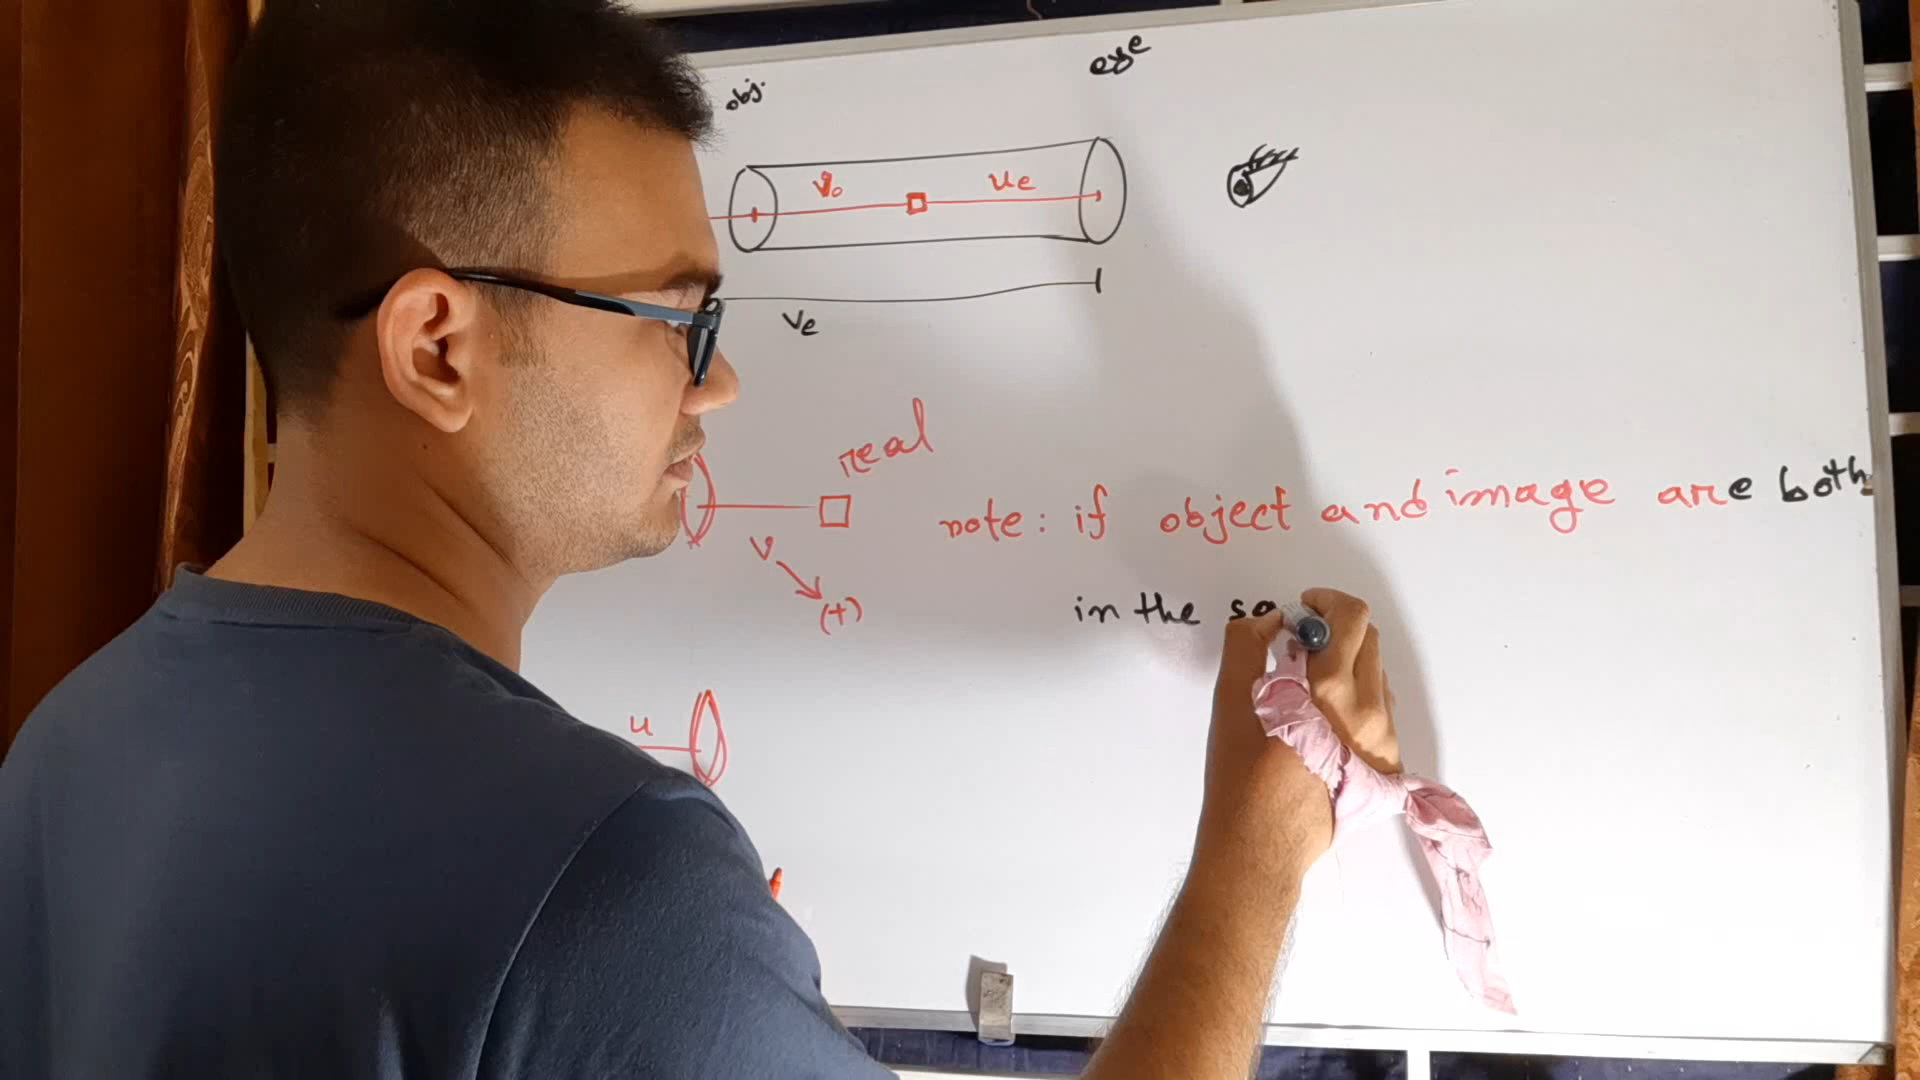 obj.
eye
v₀
ue
ve
real
note: if object and image are both
in the sa
v
(+)
u